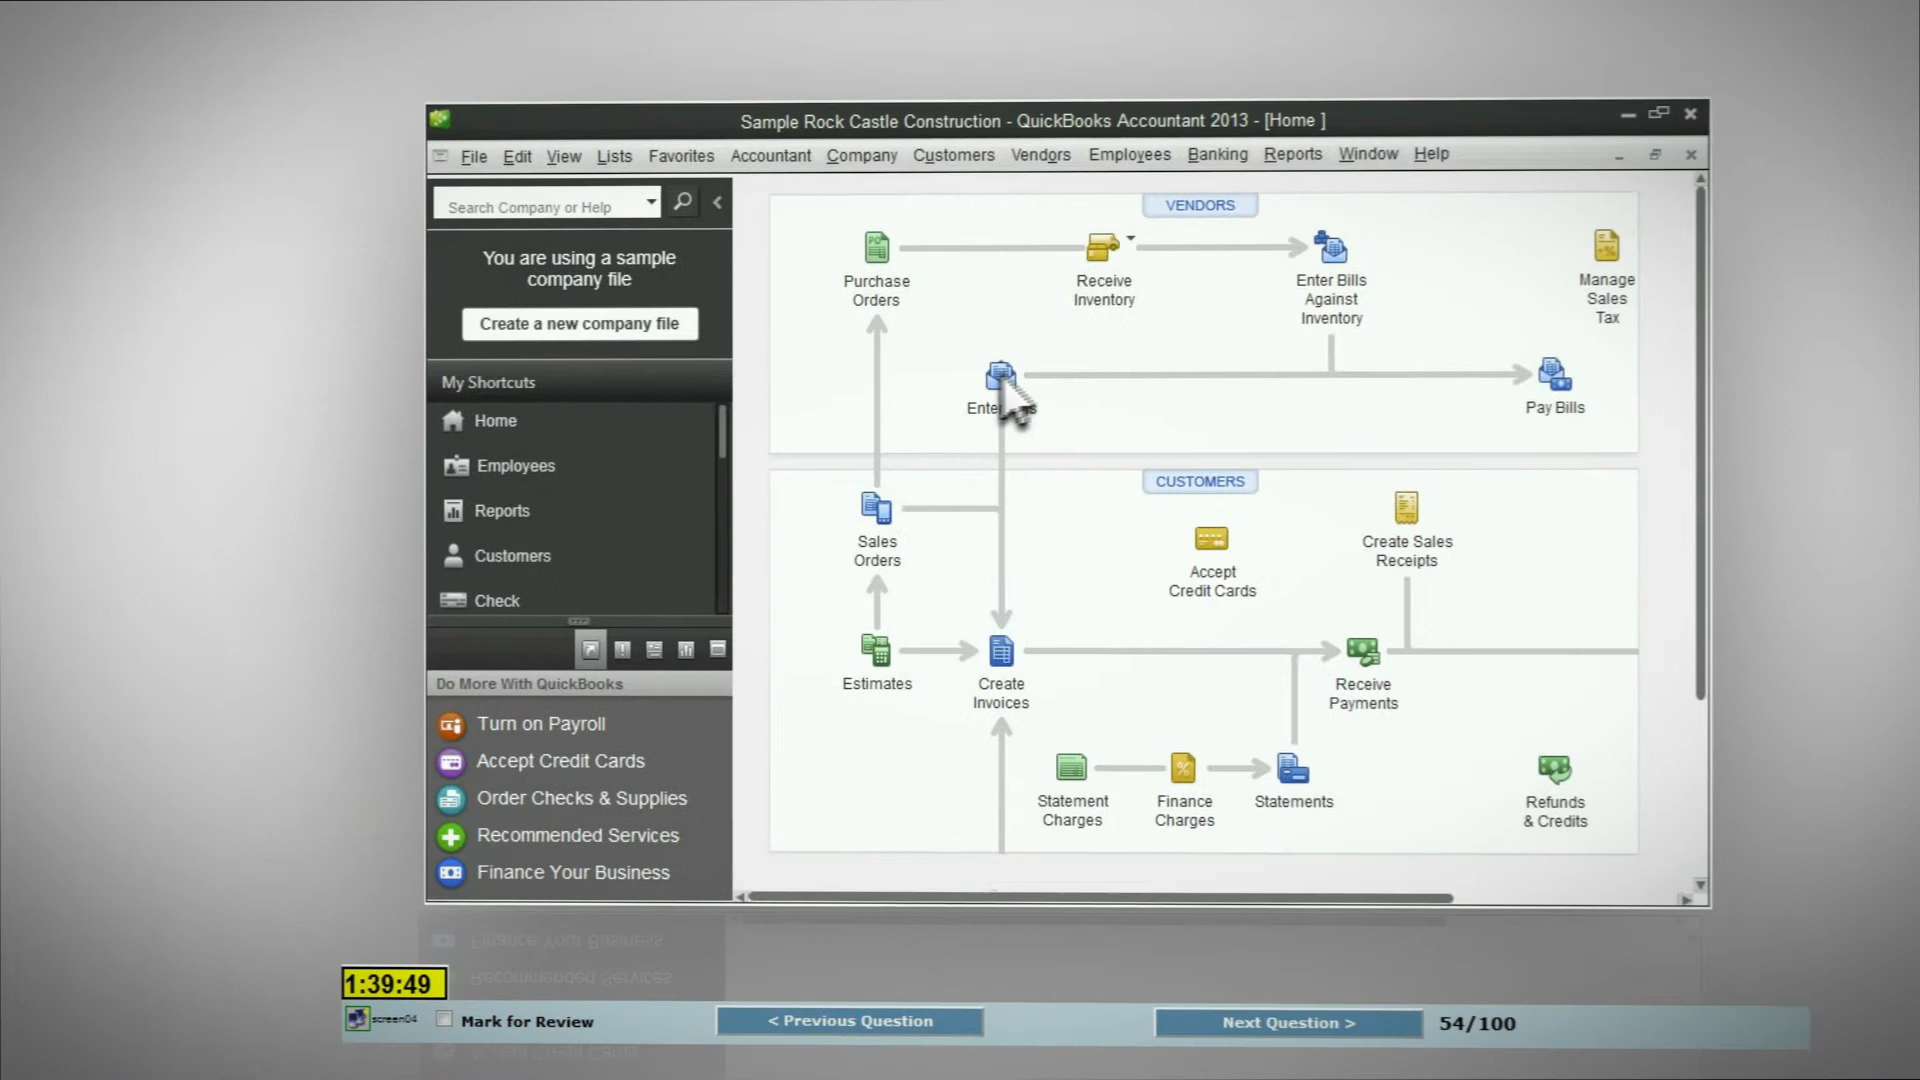 Sample Rock Castle Construction - QuickBooks Accountant 2013 - [Home ]
File Edit View Lists Favorites Accountant Company Customers Vendors Employees Banking Reports Window Help
Search Company or Help
You are using a sample
company file
Create a new company file
My Shortcuts
Home
Employees
Reports
Customers
Check
Do More With QuickBooks
Turn on Payroll
Accept Credit Cards
Order Checks & Supplies
Recommended Services
Finance Your Business
VENDORS
Purchase
Orders
Receive
Inventory
Enter Bills
Against
Inventory
Manage
Sales
Tax
Enter
Pay Bills
CUSTOMERS
Sales
Orders
Accept
Credit Cards
Create Sales
Receipts
Estimates
Create
Invoices
Receive
Payments
Statement
Charges
Finance
Charges
Statements
Refunds
& Credits
1:39:49
screen04
Mark for Review
< Previous Question
Next Question >
54/100